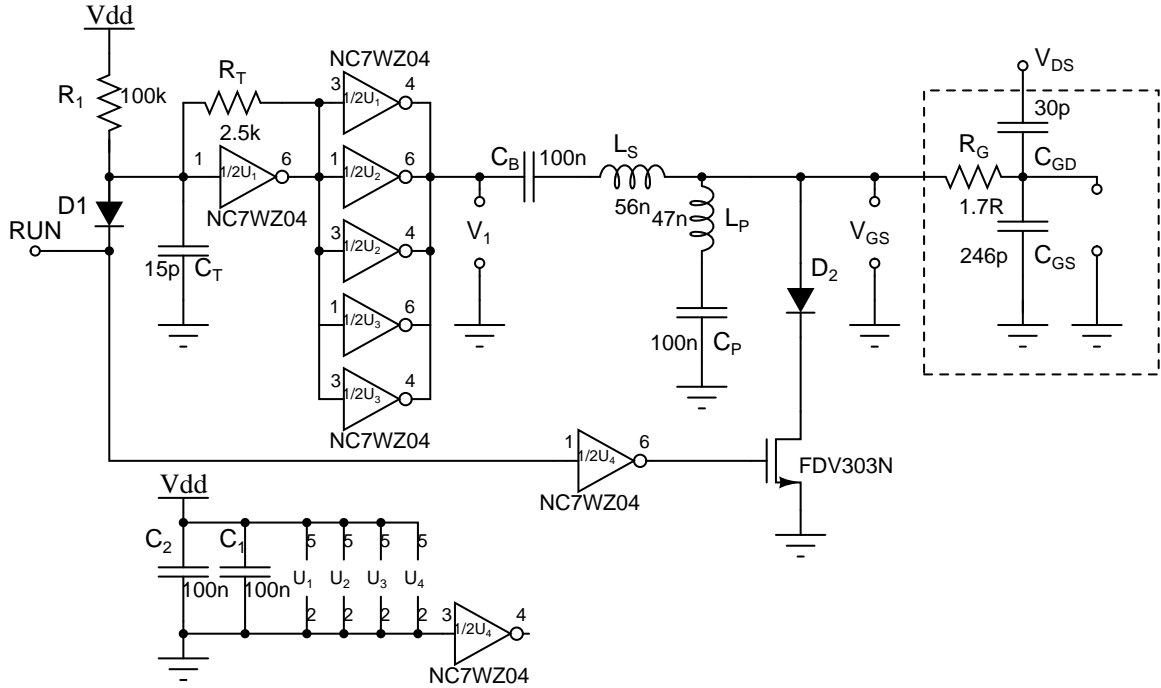 Vdd
R1
100k
RT
2.5k
1
1/2U1
6
NC7WZ04
NC7WZ04
3
1/2U1
4
1
1/2U2
6
3
1/2U2
4
1
1/2U3
6
3
1/2U3
4
NC7WZ04
D1
RUN
15p
CT
V1
CB
100n
LS
56n
47n
LP
100n
CP
D2
VGS
VDS
30p
RG
1.7R
CGD
246p
CGS
1
1/2U4
6
NC7WZ04
FDV303N
Vdd
C2
100n
C1
100n
5
5
5
5
U1
U2
U3
U4
2
2
2
2
3
1/2U4
4
NC7WZ04